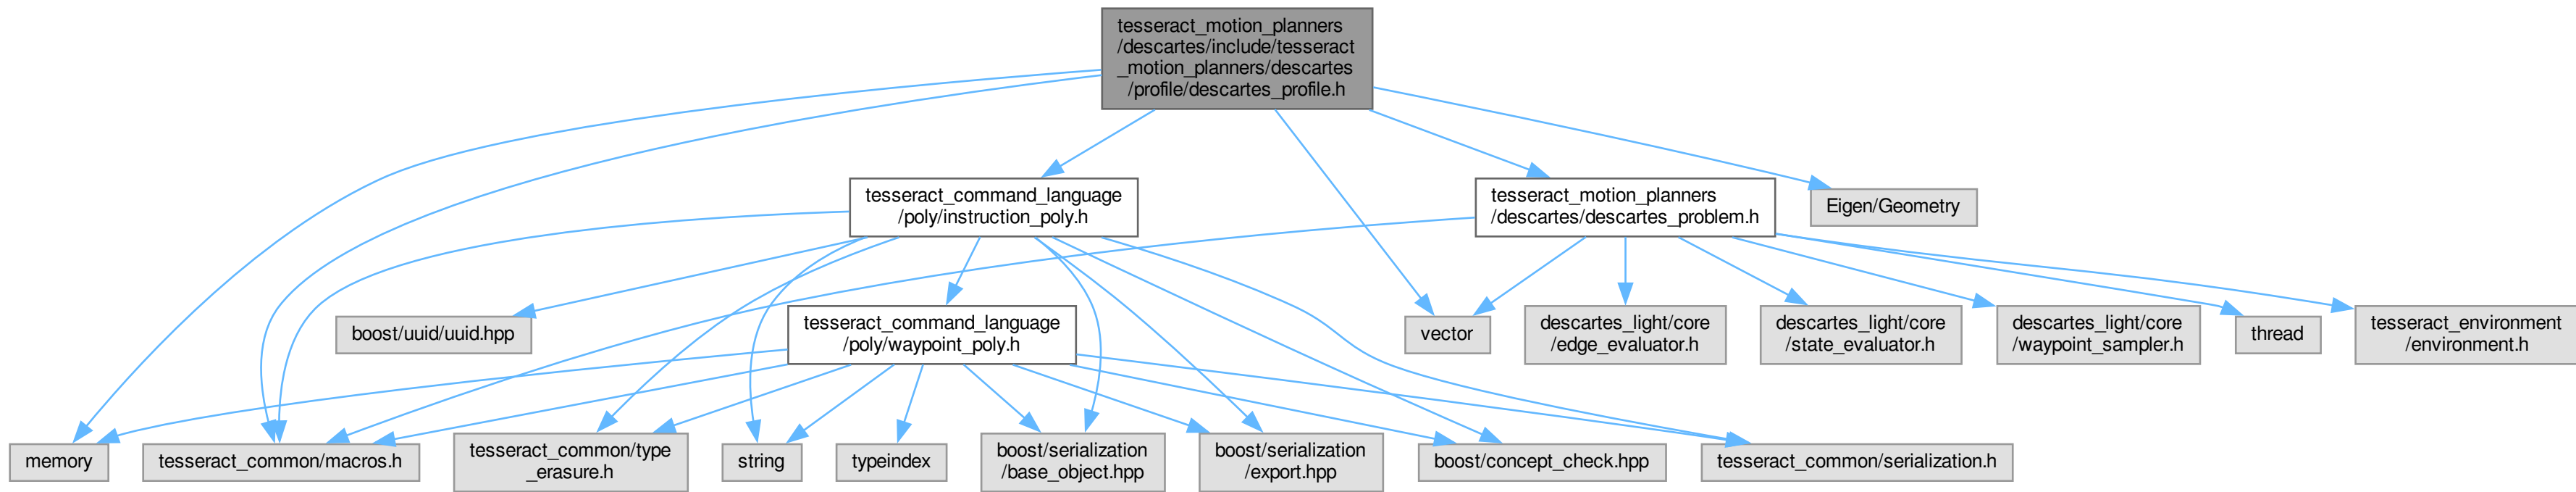 tesseract_motion_planners
/descartes/include/tesseract
_motion_planners/descartes
/profile/descartes_profile.h
tesseract_command_language
/poly/instruction_poly.h
tesseract_motion_planners
/descartes/descartes_problem.h
Eigen/Geometry
boost/uuid/uuid.hpp
tesseract_command_language
/poly/waypoint_poly.h
vector
descartes_light/core
/edge_evaluator.h
descartes_light/core
/state_evaluator.h
descartes_light/core
/waypoint_sampler.h
thread
tesseract_environment
/environment.h
memory
tesseract_common/macros.h
tesseract_common/type
_erasure.h
string
typeindex
boost/serialization
/base_object.hpp
boost/serialization
/export.hpp
boost/concept_check.hpp
tesseract_common/serialization.h